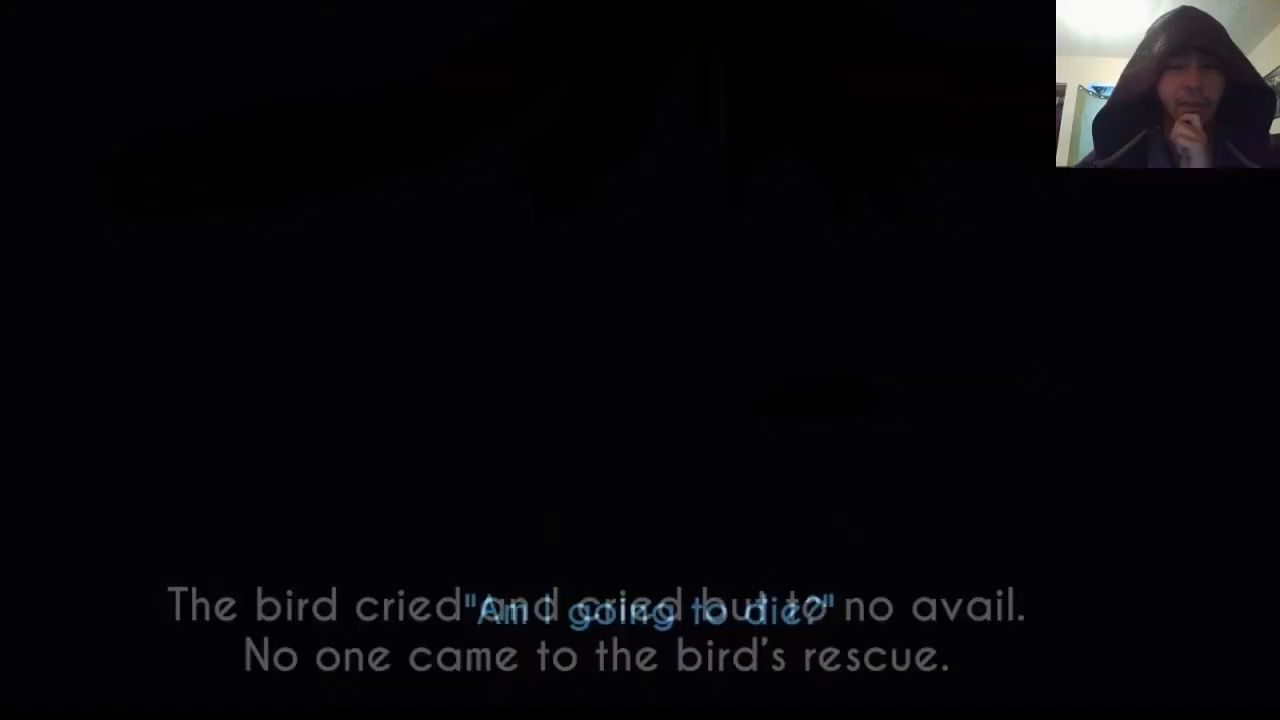 The bird cried and cried but to no avail.
No one came to the bird's rescue.
"Am I going to die?"